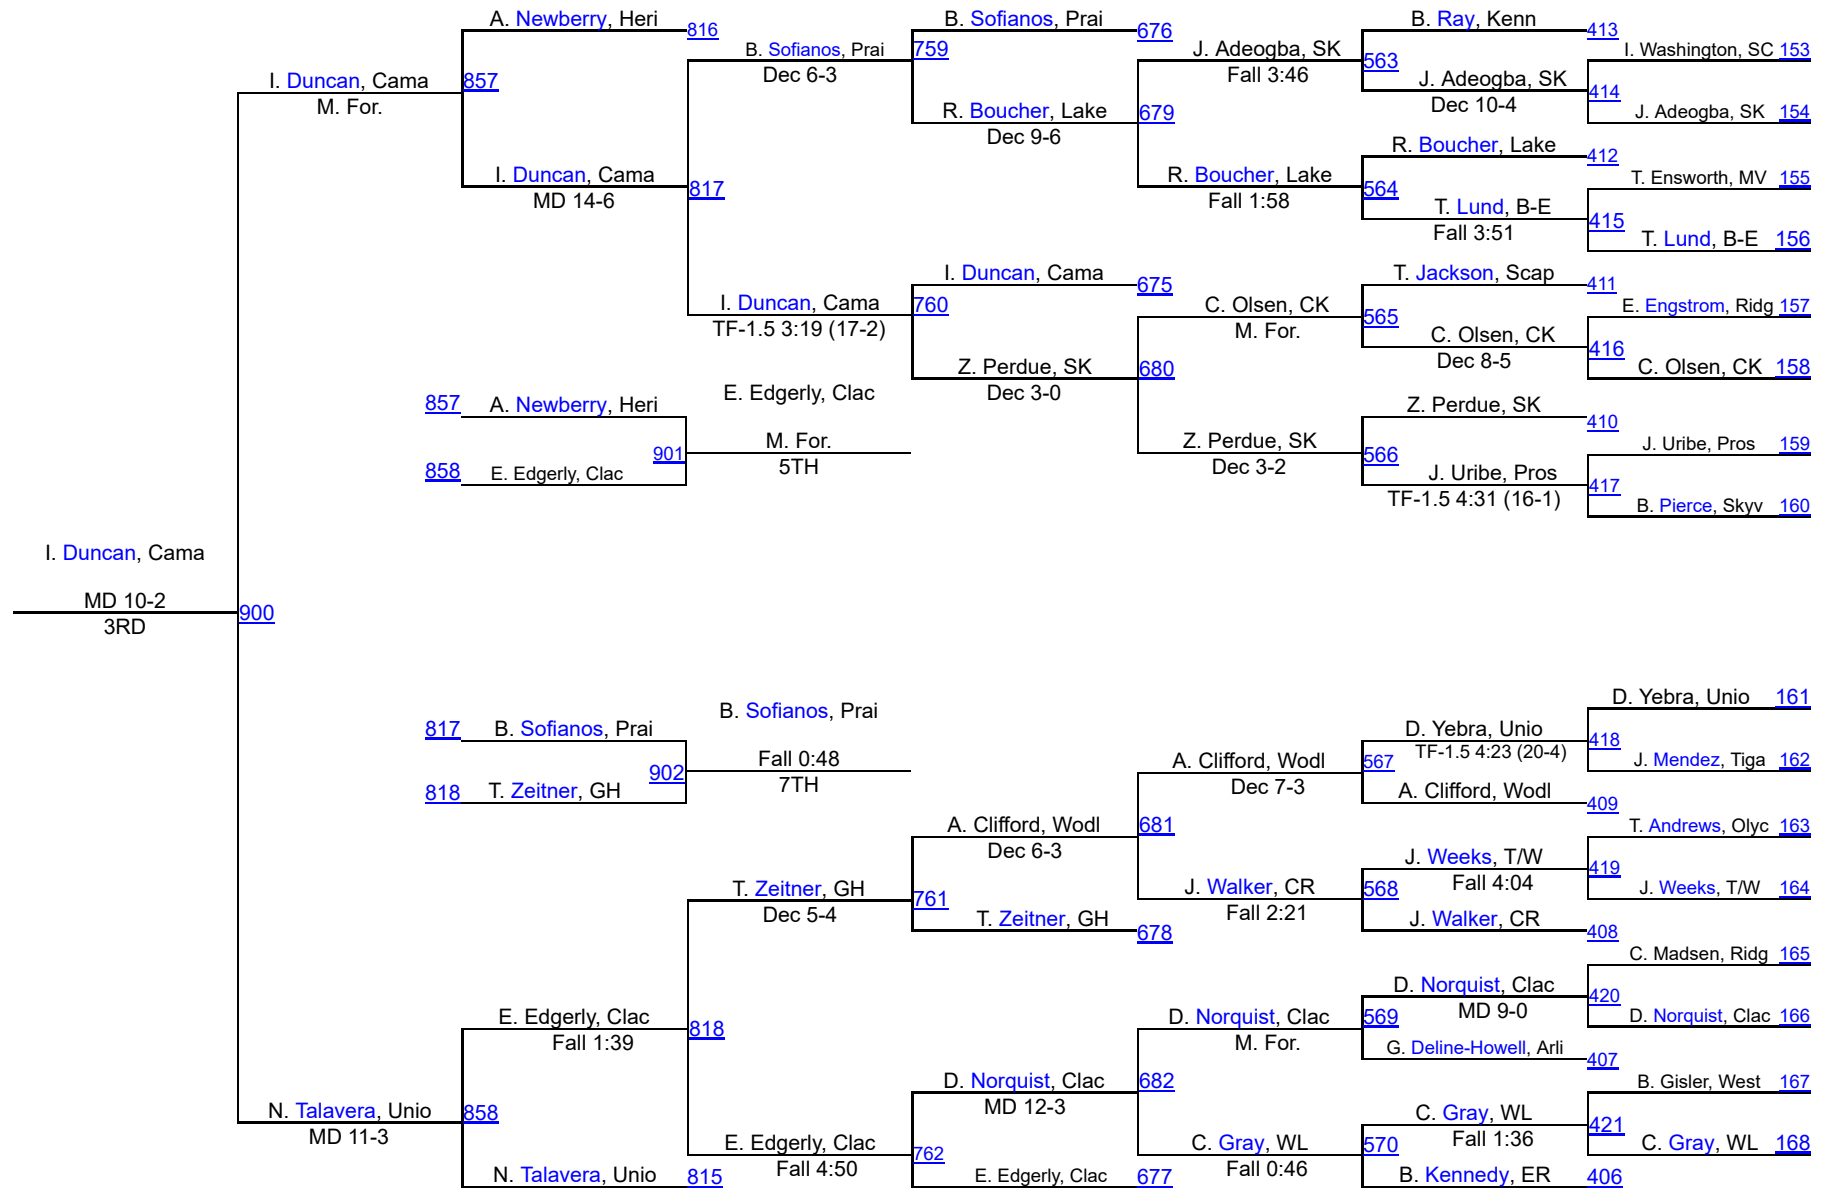 A. Newberry, Heri
816
B. Sofianos, Prai
676
B. Ray, Kenn
413
B. Sofianos, Prai
759
J. Adeogba, SK
563
I. Washington, SC 153
Dec 6-3
Fall 3:46
I. Duncan, Cama
857
J. Adeogba, SK
414
M. For.
Dec 10-4
R. Boucher, Lake
679
J. Adeogba, SK 154
Dec 9-6
R. Boucher, Lake
412
I. Duncan, Cama
817
R. Boucher, Lake
564
T. Ensworth, MV 155
MD 14-6
Fall 1:58
T. Lund, B-E
415
Fall 3:51
T. Lund, B-E 156
I. Duncan, Cama
675
T. Jackson, Scap
411
I. Duncan, Cama
760
C. Olsen, CK
565
E. Engstrom, Ridg 157
TF-1.5 3:19 (17-2)
M. For.
C. Olsen, CK
416
Dec 8-5
Z. Perdue, SK
680
C. Olsen, CK 158
Dec 3-0
E. Edgerly, Clac
857
A. Newberry, Heri
Z. Perdue, SK
410
901
M. For.
Z. Perdue, SK
566
J. Uribe, Pros 159
5TH
Dec 3-2
858
E. Edgerly, Clac
J. Uribe, Pros
417
TF-1.5 4:31 (16-1)
B. Pierce, Skyv 160
I. Duncan, Cama
MD 10-2
900
3RD
D. Yebra, Unio 161
B. Sofianos, Prai
817
B. Sofianos, Prai
D. Yebra, Unio
418
TF-1.5 4:23 (20-4)
902
Fall 0:48
A. Clifford, Wodl
567
J. Mendez, Tiga 162
7TH
Dec 7-3
818
T. Zeitner, GH
A. Clifford, Wodl
409
A. Clifford, Wodl
681
T. Andrews, Olyc 163
Dec 6-3
J. Weeks, T/W
419
Fall 4:04
T. Zeitner, GH
761
J. Walker, CR
568
J. Weeks, T/W 164
Dec 5-4
Fall 2:21
T. Zeitner, GH
678
J. Walker, CR
408
C. Madsen, Ridg 165
D. Norquist, Clac
420
MD 9-0
E. Edgerly, Clac
818
D. Norquist, Clac
569
D. Norquist, Clac 166
Fall 1:39
M. For.
G. Deline-Howell, Arli
407
D. Norquist, Clac
682
B. Gisler, West 167
MD 12-3
N. Talavera, Unio
858
C. Gray, WL
421
MD 11-3
Fall 1:36
E. Edgerly, Clac
762
C. Gray, WL
570
C. Gray, WL 168
Fall 4:50
Fall 0:46
N. Talavera, Unio
815
E. Edgerly, Clac
677
B. Kennedy, ER
406